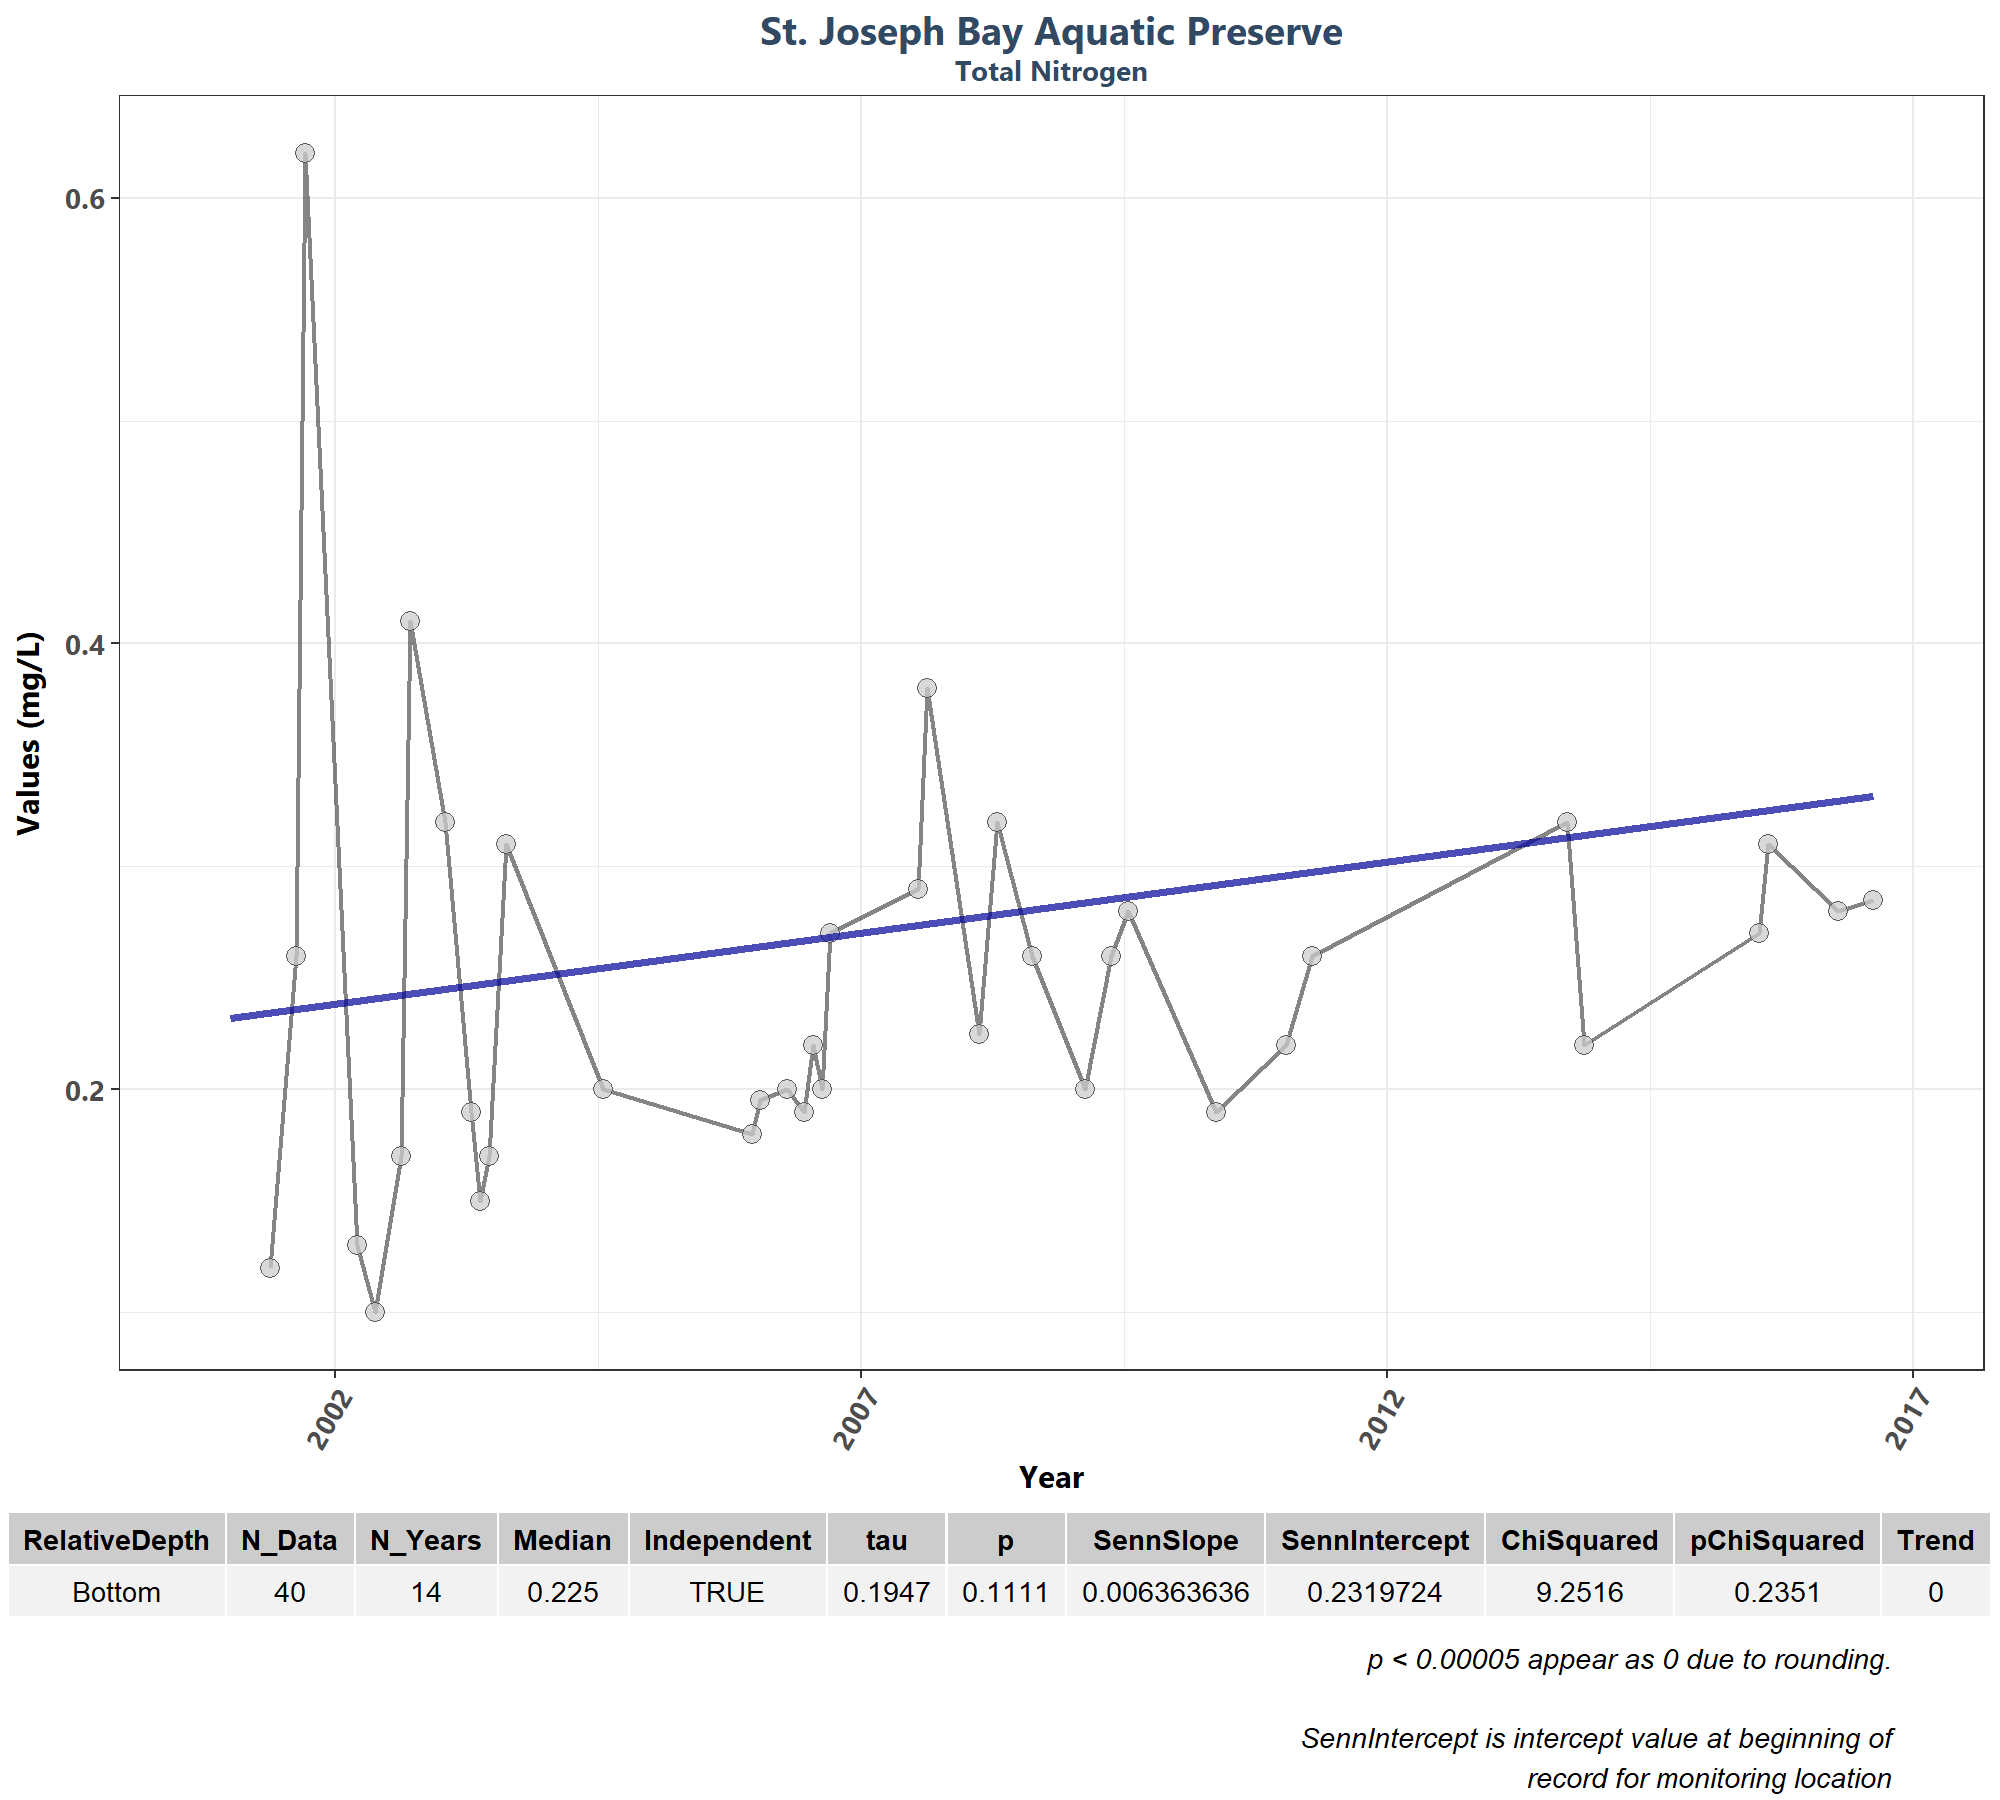 St. Joseph Bay Aquatic Preserve
Total Nitrogen
Values (mg/L)
0.6
0.4
0.2
2002 2007 2012 2017
Year
RelativeDepth N_Data N_Years Median Independent tau p SennSlope SennIntercept ChiSquared pChiSquared Trend
Bottom 40 14 0.225 TRUE 0.1947 0.1111 0.006363636 0.2319724 9.2516 0.2351 0
p < 0.00005 appear as 0 due to rounding.
SennIntercept is intercept value at beginning of
record for monitoring location